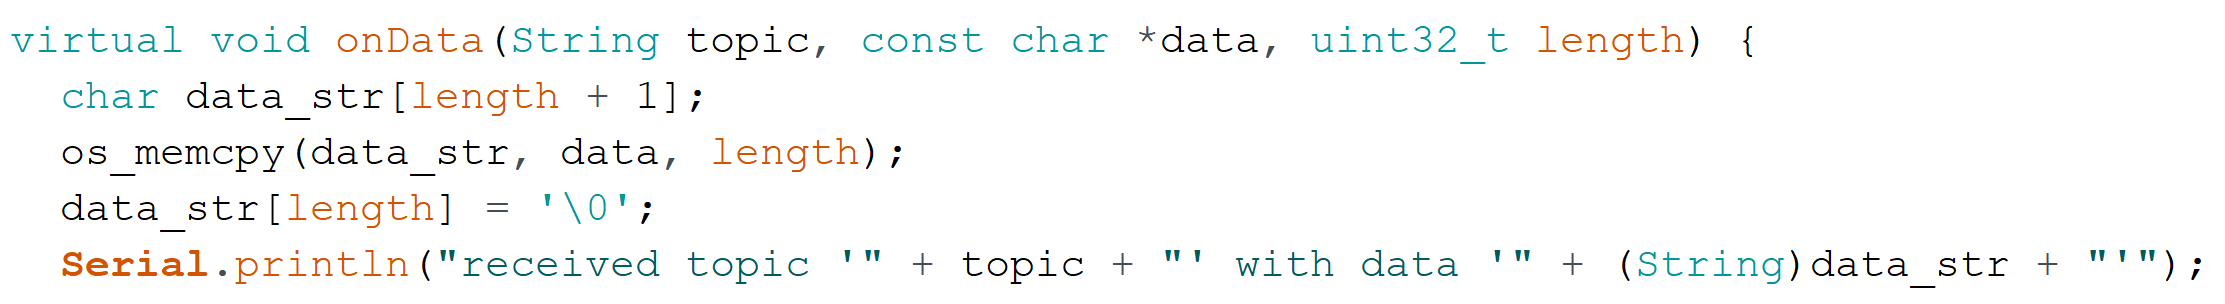 virtual void onData(String topic, const char *data, uint32_t length) {
  char data_str[length + 1];
  os_memcpy(data_str, data, length);
  data_str[length] = '\0';
  Serial.println("received topic '" + topic + "' with data '" + (String)data_str + "'");